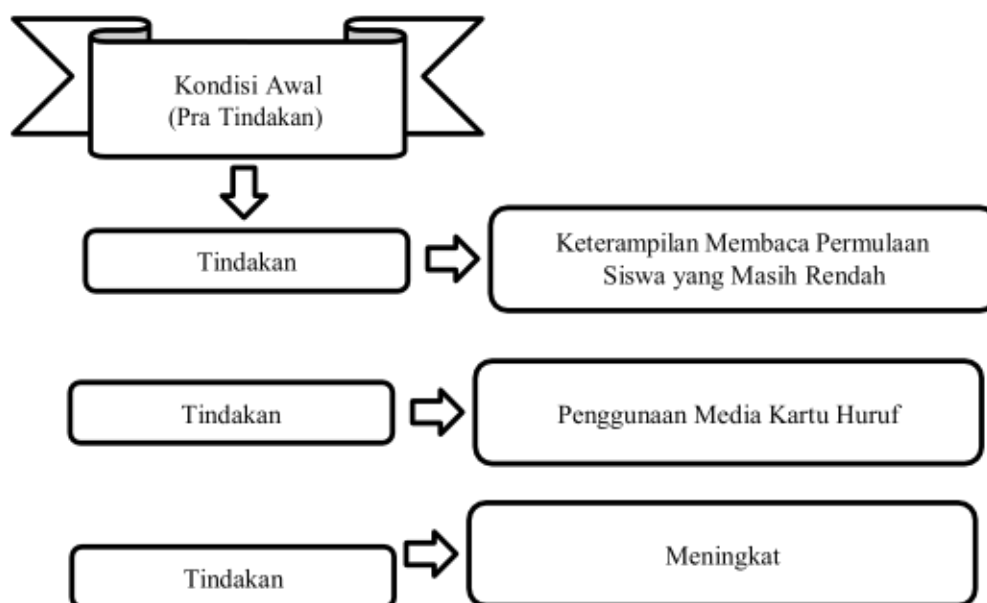 Kondisi Awal
(Pra Tindakan)
Tindakan
Keterampilan Membaca Permulaan
Siswa yang Masih Rendah
Tindakan
Penggunaan Media Kartu Huruf
Tindakan
Meningkat